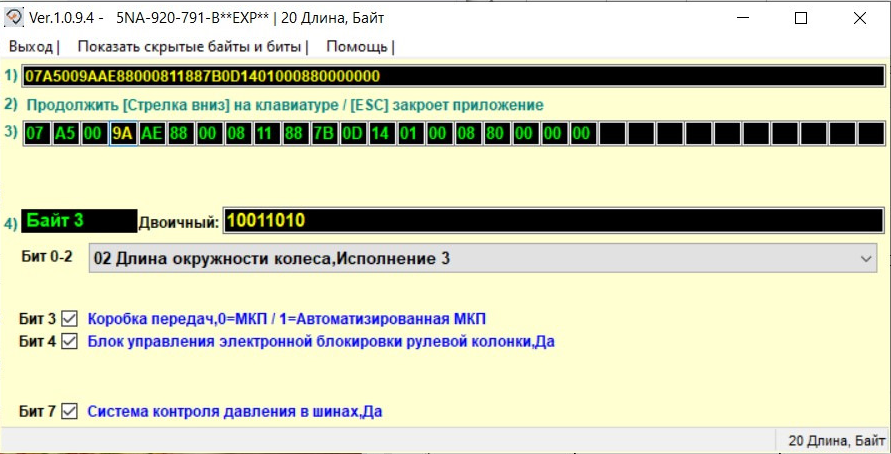 Ver.1.0.9.4 -   5NA-920-791-B**EXP** | 20 Длина, Байт
Выход | Показать скрытые байты и биты | Помощь |
1) 07A5009AAE88000811887B0D1401000880000000
2) Продолжить [Стрелка вниз] на клавиатуре / [ESC] закроет приложение
3) 07 A5 00 9A AE 88 00 08 11 88 7B 0D 14 01 00 08 80 00 00 00
4) Байт 3 Двоичный: 10011010
Бит 0-2 02 Длина окружности колеса,Исполнение 3
Бит 3 Коробка передач,0=МКП / 1=Автоматизированная МКП
Бит 4 Блок управления электронной блокировки рулевой колонки,Да
Бит 7 Система контроля давления в шинах,Да
20 Длина, Байт